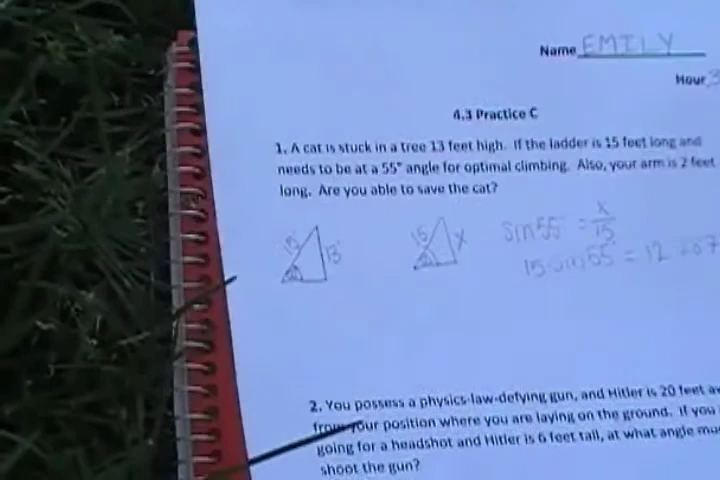 Name EMILY
Hour 3
4.3 Practice C
1. A cat is stuck in a tree 13 feet high. If the ladder is 15 feet long and
needs to be at a 55° angle for optimal climbing. Also, your arm is 2 feet
long. Are you able to save the cat?
15 13
15 x
sin 55 = x/15
15 sin 55 = 12.287
2. You possess a physics-law-defying gun, and Hitler is 20 feet
from your position where you are laying on the ground. If you
going for a headshot and Hitler is 6 feet tall, at what angle
shoot the gun?